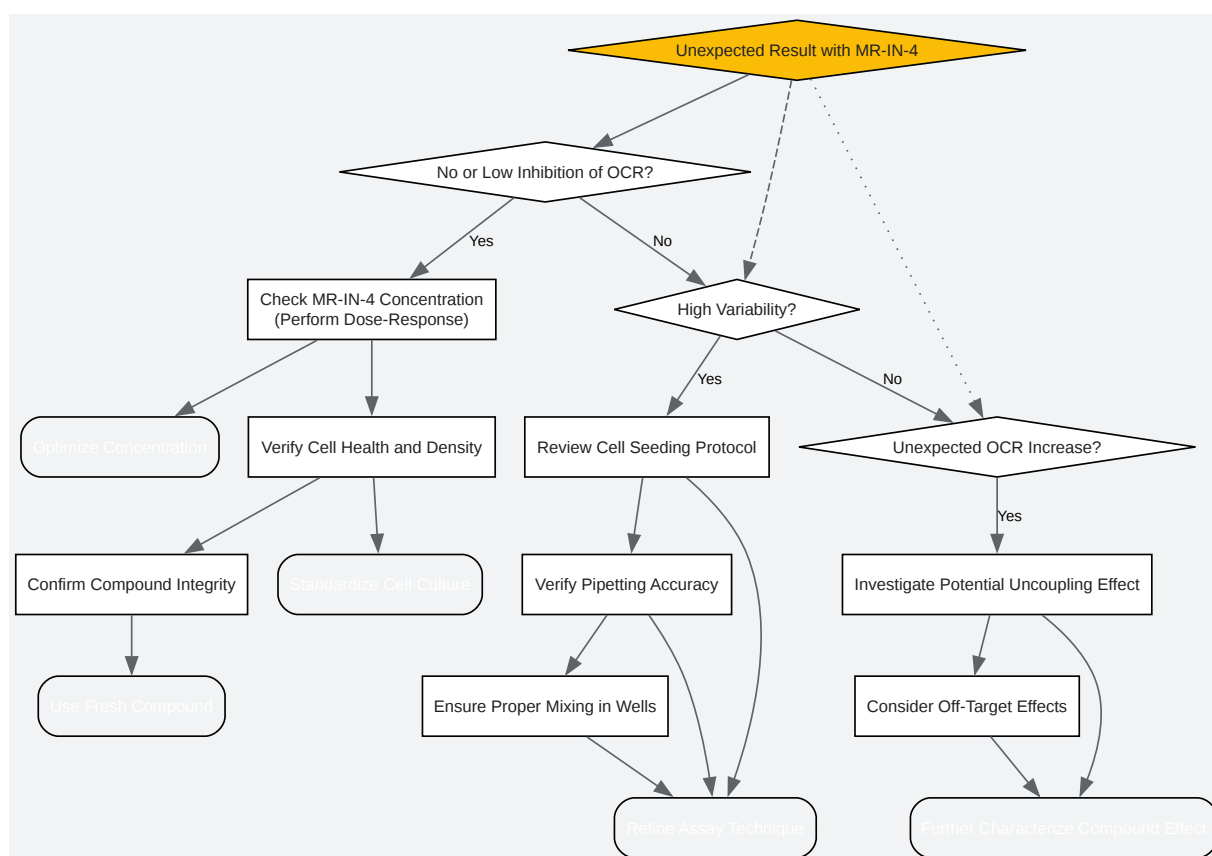 Unexpected Result with MR-IN-4
No or Low Inhibition of OCR?
Yes
No
Check MR-IN-4 Concentration
(Perform Dose-Response)
High Variability?
Yes
No
Optimize Concentration
Verify Cell Health and Density
Review Cell Seeding Protocol
Unexpected OCR Increase?
Yes
Confirm Compound Integrity
Standardize Cell Culture
Verify Pipetting Accuracy
Investigate Potential Uncoupling Effect
Use Fresh Compound
Ensure Proper Mixing in Wells
Consider Off-Target Effects
Refine Assay Technique
Further Characterize Compound Effect